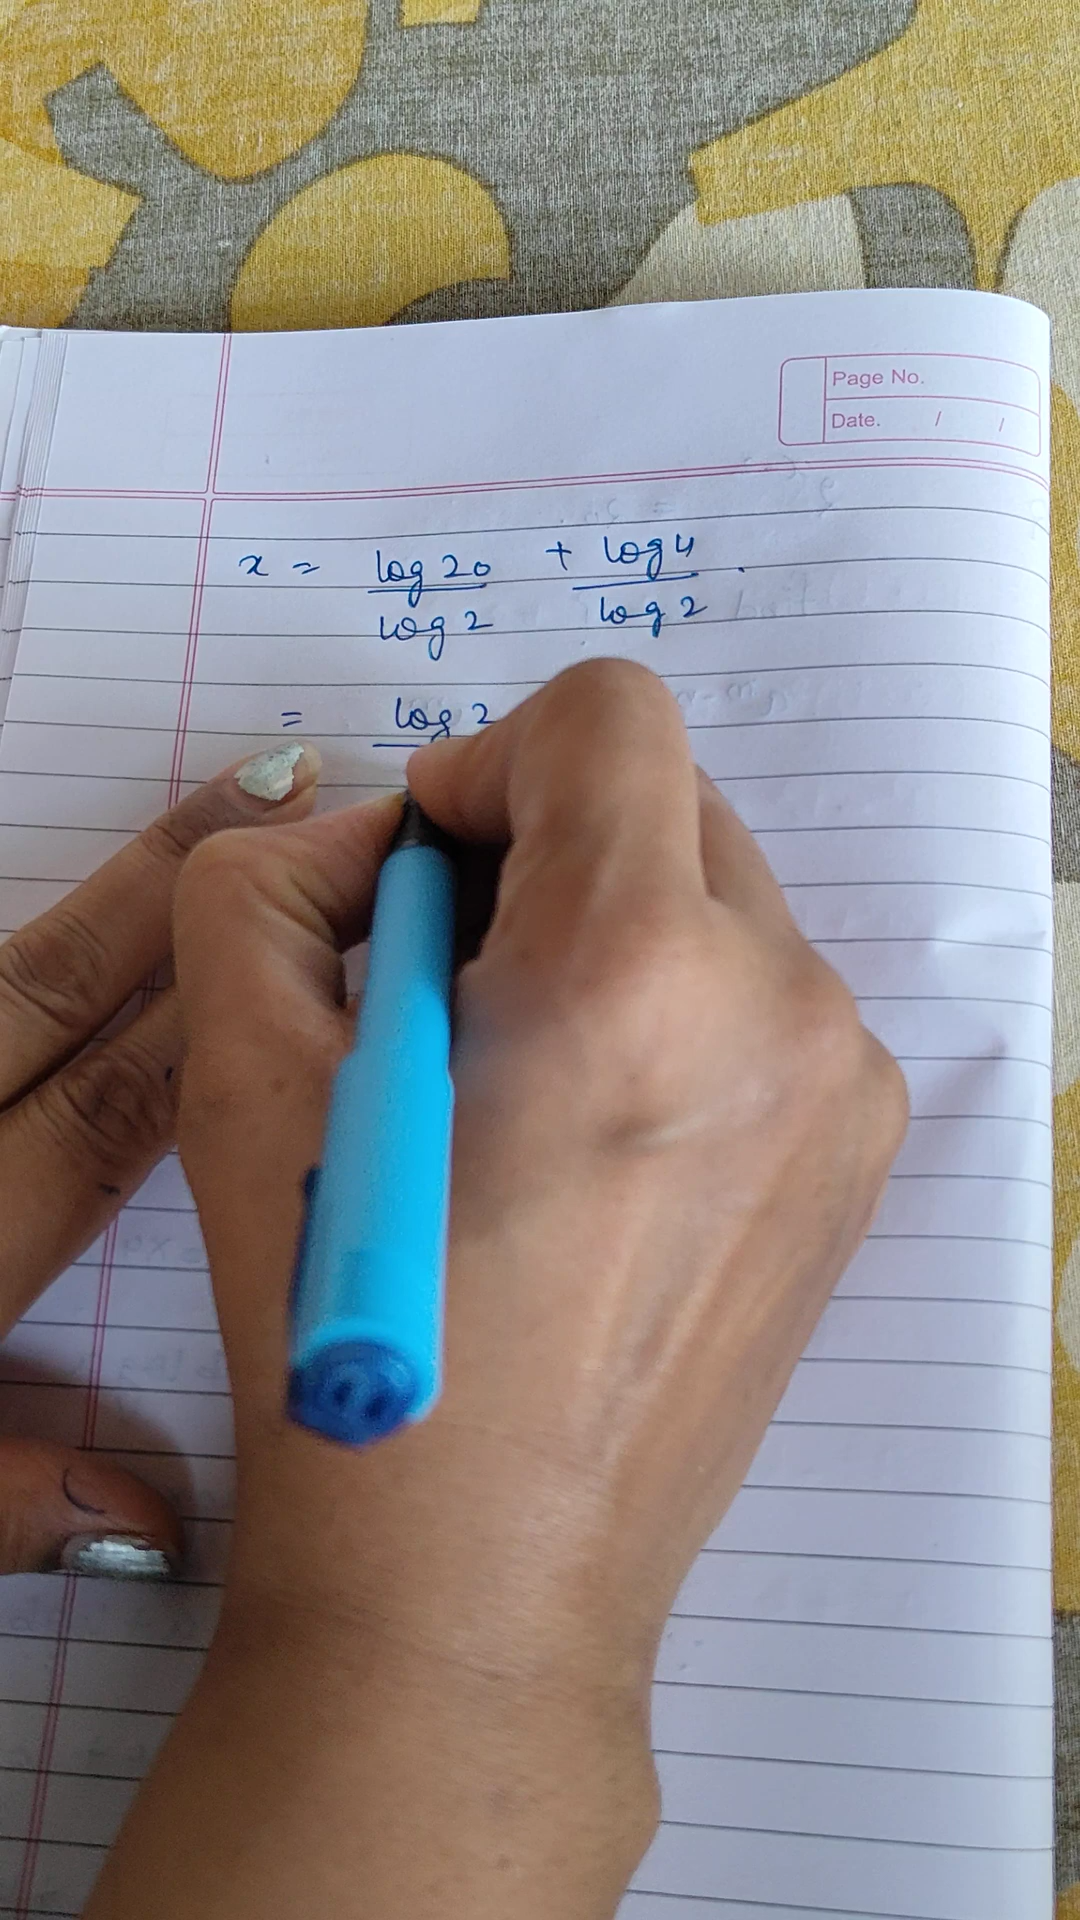 Page No.
Date. / /
x = log 20 + log 4 .
log 2 log 2
= log 2